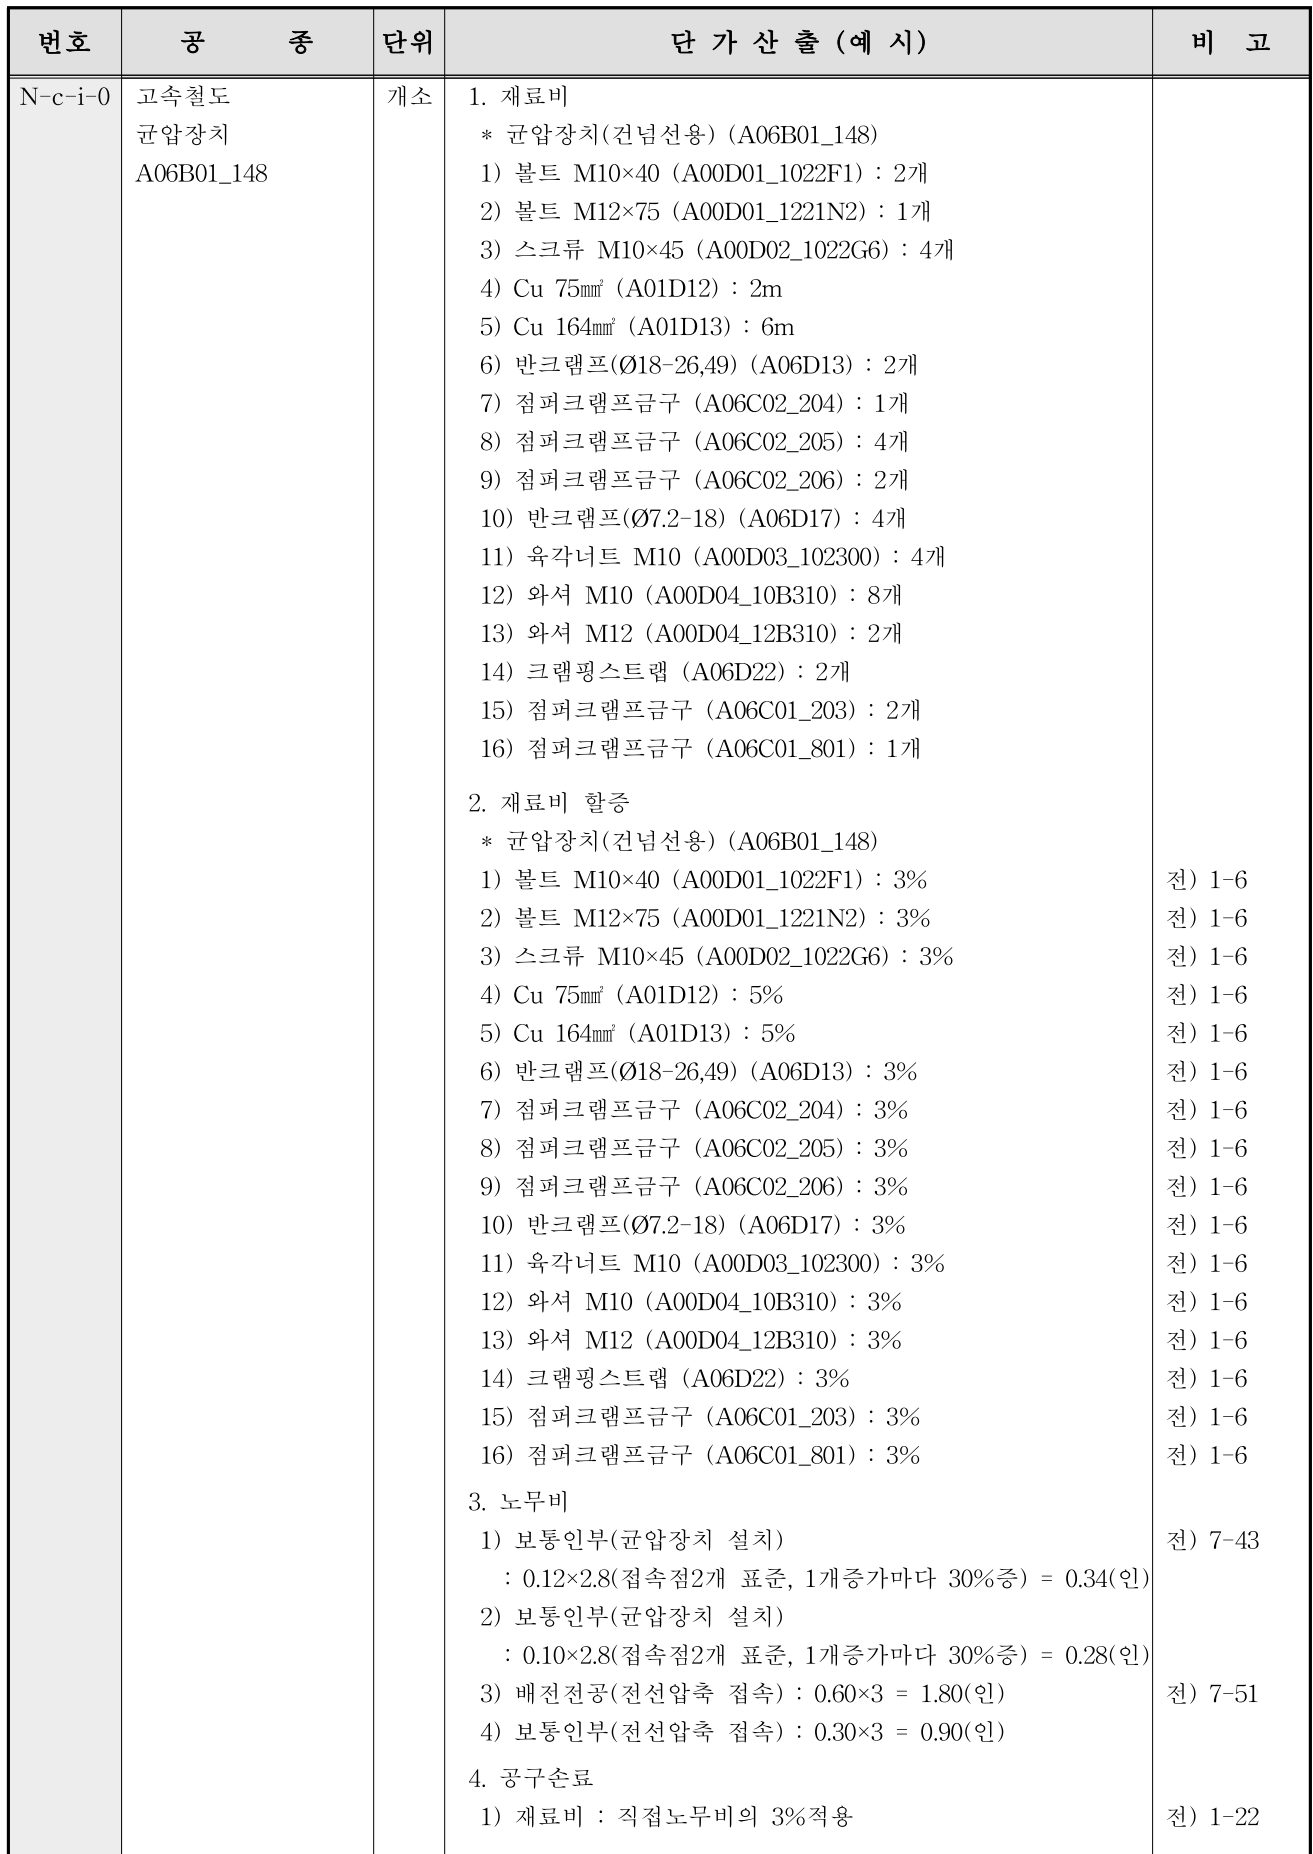 번호 공 종 단위 단 가 산 출 (예 시) 비 고
N-c-i-0 고속철도 개소 1. 재료비
균압장치 * 균압장치(건넘선용) (A06B01_148)
A06B01_148 1) 볼트 M10×40 (A00D01_1022F1) : 2개
2) 볼트 M12×75 (A00D01_1221N2) : 1개
3) 스크류 M10×45 (A00D02_1022G6) : 4개
4) Cu 75㎟ (A01D12) : 2m
5) Cu 164㎟ (A01D13) : 6m
6) 반크램프(Ø18-26,49) (A06D13) : 2개
7) 점퍼크램프금구 (A06C02_204) : 1개
8) 점퍼크램프금구 (A06C02_205) : 4개
9) 점퍼크램프금구 (A06C02_206) : 2개
10) 반크램프(Ø7.2-18) (A06D17) : 4개
11) 육각너트 M10 (A00D03_102300) : 4개
12) 와셔 M10 (A00D04_10B310) : 8개
13) 와셔 M12 (A00D04_12B310) : 2개
14) 크램핑스트랩 (A06D22) : 2개
15) 점퍼크램프금구 (A06C01_203) : 2개
16) 점퍼크램프금구 (A06C01_801) : 1개
2. 재료비 할증
* 균압장치(건넘선용) (A06B01_148)
1) 볼트 M10×40 (A00D01_1022F1) : 3% 전) 1-6
2) 볼트 M12×75 (A00D01_1221N2) : 3% 전) 1-6
3) 스크류 M10×45 (A00D02_1022G6) : 3% 전) 1-6
4) Cu 75㎟ (A01D12) : 5% 전) 1-6
5) Cu 164㎟ (A01D13) : 5% 전) 1-6
6) 반크램프(Ø18-26,49) (A06D13) : 3% 전) 1-6
7) 점퍼크램프금구 (A06C02_204) : 3% 전) 1-6
8) 점퍼크램프금구 (A06C02_205) : 3% 전) 1-6
9) 점퍼크램프금구 (A06C02_206) : 3% 전) 1-6
10) 반크램프(Ø7.2-18) (A06D17) : 3% 전) 1-6
11) 육각너트 M10 (A00D03_102300) : 3% 전) 1-6
12) 와셔 M10 (A00D04_10B310) : 3% 전) 1-6
13) 와셔 M12 (A00D04_12B310) : 3% 전) 1-6
14) 크램핑스트랩 (A06D22) : 3% 전) 1-6
15) 점퍼크램프금구 (A06C01_203) : 3% 전) 1-6
16) 점퍼크램프금구 (A06C01_801) : 3% 전) 1-6
3. 노무비
1) 보통인부(균압장치 설치) 전) 7-43
: 0.12×2.8(접속점2개 표준, 1개증가마다 30%증) = 0.34(인)
2) 보통인부(균압장치 설치)
: 0.10×2.8(접속점2개 표준, 1개증가마다 30%증) = 0.28(인)
3) 배전전공(전선압축 접속) : 0.60×3 = 1.80(인) 전) 7-51
4) 보통인부(전선압축 접속) : 0.30×3 = 0.90(인)
4. 공구손료
1) 재료비 : 직접노무비의 3%적용 전) 1-22